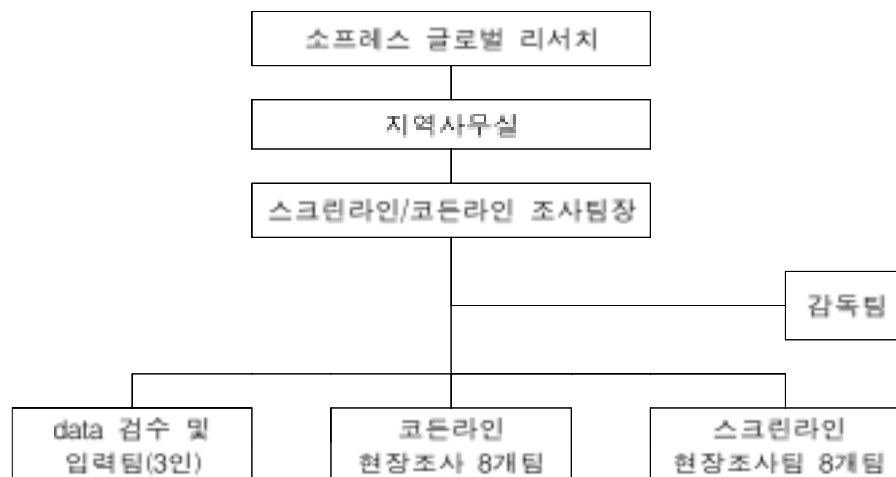 소프레스 글로벌 리서치
지역사무실
스크린라인/코든라인 조사팀장
감독팀
data 검수 및
입력팀(3인)
코든라인
현장조사 8개팀
스크린라인
현장조사팀 8개팀